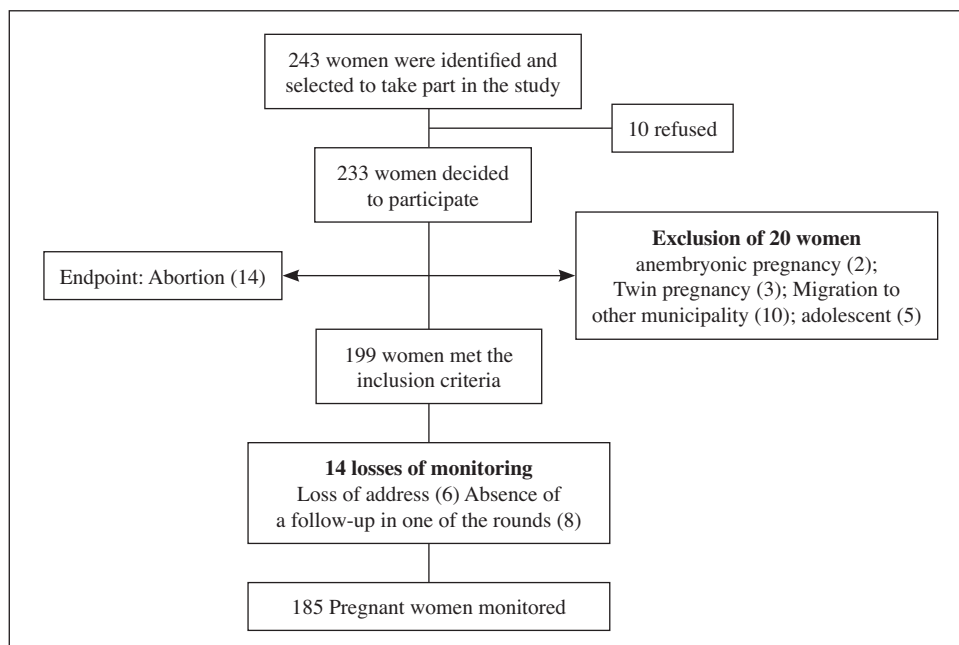 243 women were identified and
selected to take part in the study
10 refused
233 women decided
to participate
Endpoint: Abortion (14)
Exclusion of 20 women
anembryonic pregnancy (2);
Twin pregnancy (3); Migration to
other municipality (10); adolescent (5)
199 women met the
inclusion criteria
14 losses of monitoring
Loss of address (6) Absence of
a follow-up in one of the rounds (8)
185 Pregnant women monitored